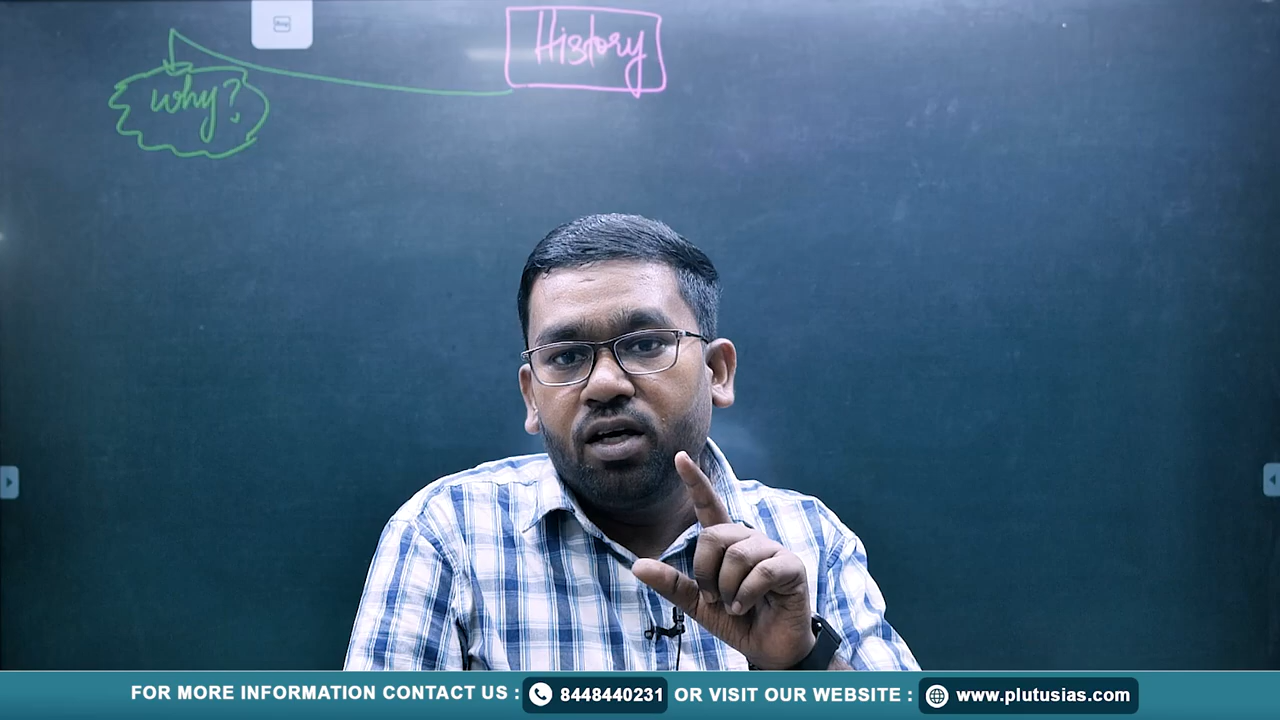 History
why?
FOR MORE INFORMATION CONTACT US : 8448440231 OR VISIT OUR WEBSITE : www.plutusias.com